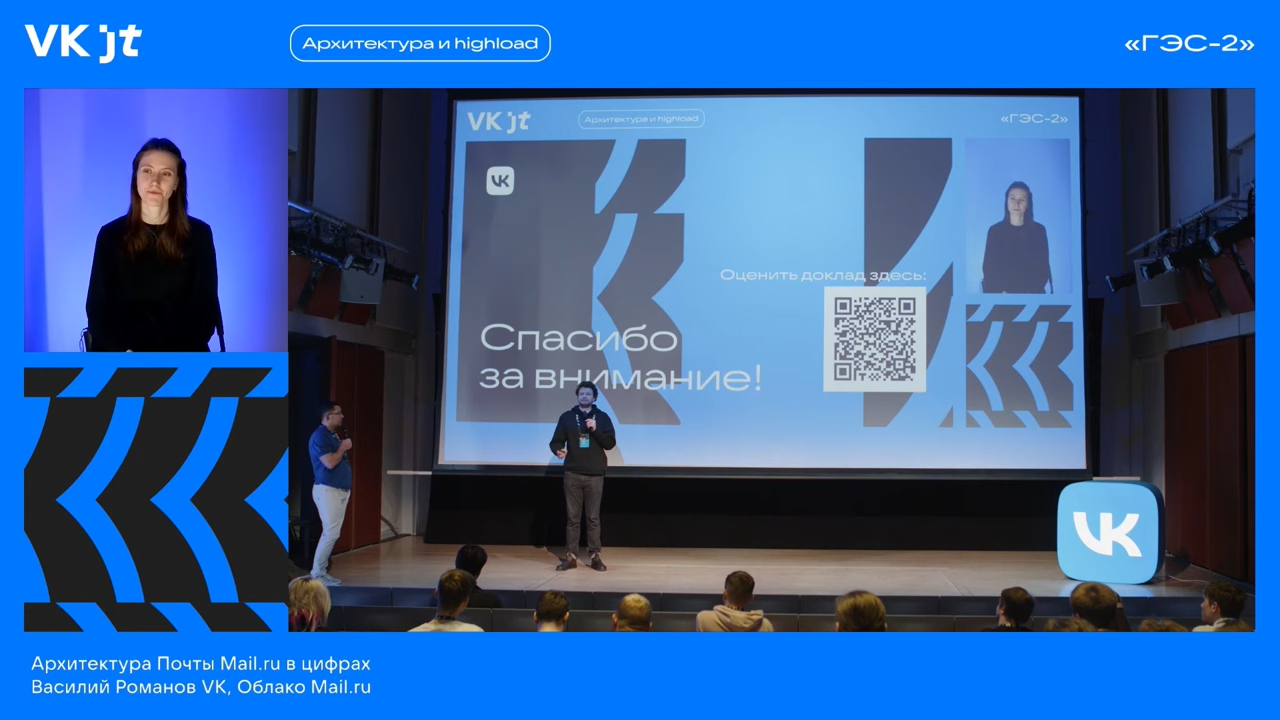 VK jt
Архитектура и highload
«ГЭС-2»
VK jt
Архитектура и highload
«ГЭС-2»
VK
Оценить доклад здесь:
Спасибо
за внимание!
VK
Архитектура Почты Mail.ru в цифрах
Василий Романов VK, Облако Mail.ru